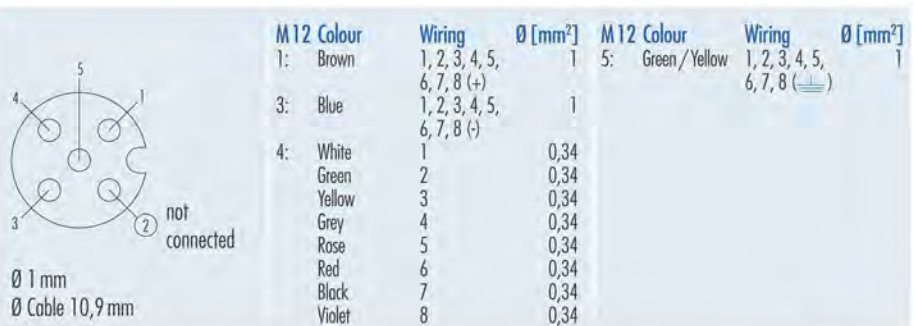 M12 Colour Wiring Ø [mm²] M12 Colour Wiring Ø [mm²]
1: Brown 1, 2, 3, 4, 5, 1 5: Green / Yellow 1, 2, 3, 4, 5, 1
6, 7, 8 (+) 6, 7, 8 (⏚)
3: Blue 1, 2, 3, 4, 5, 1
6, 7, 8 (-)
4: White 1 0,34
Green 2 0,34
Yellow 3 0,34
Grey 4 0,34
Rose 5 0,34
Red 6 0,34
Black 7 0,34
Violet 8 0,34
5
4 1
3 2 not
connected
Ø 1 mm
Ø Cable 10,9 mm